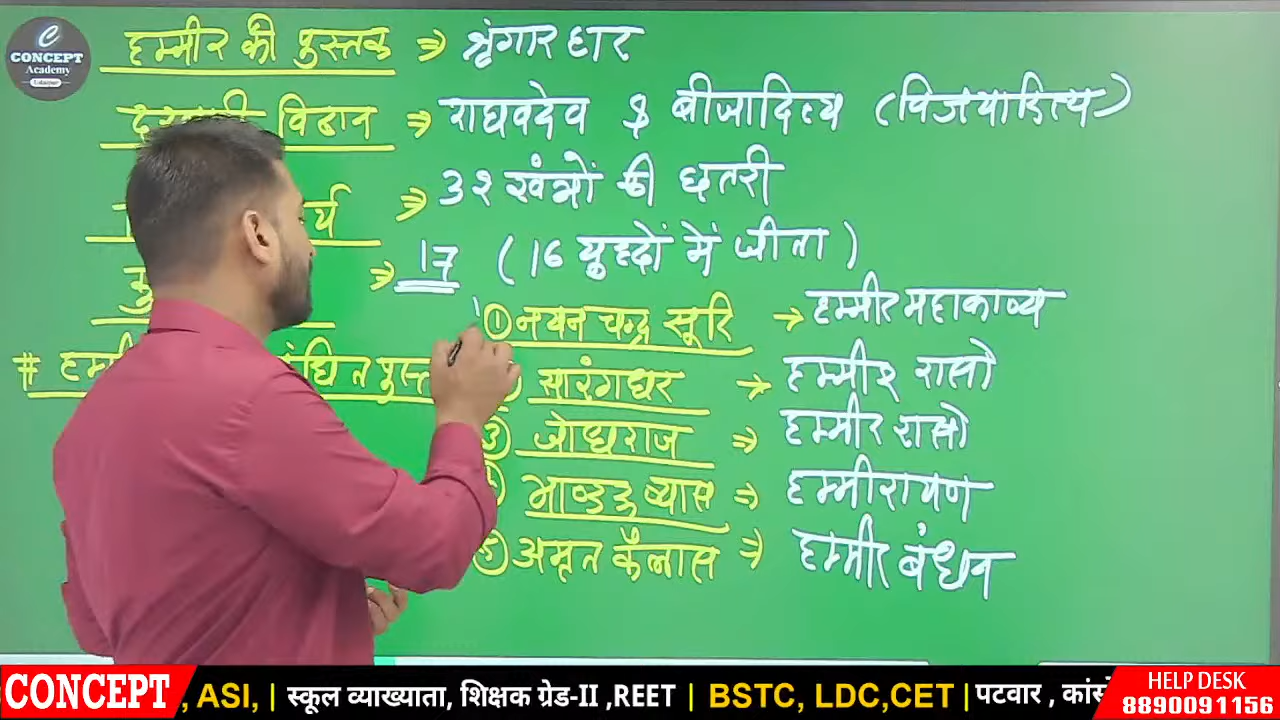 CONCEPT
Academy
हम्मीर की पुस्तक ⇒ श्रृंगार हार
विद्वान ⇒ राघवदेव & बीजादित्य (विजयादित्य)
⇒ 32 खंभों की छतरी
⇒ 17 (16 युद्धों में जीता)
① नयन चन्द्र सूरि → हम्मीर महाकाव्य
#
सारंगधर → हम्मीर रासो
③ जोधराज ⇒ हम्मीर रासो
भाण्डउ व्यास ⇒ हम्मीरायण
⑤ अमृत कैलास ⇒ हम्मीर बंधन
CONCEPT, ASI, | स्कूल व्याख्याता, शिक्षक ग्रेड-II ,REET | BSTC, LDC,CET | पटवार ,
HELP DESK
8890091156